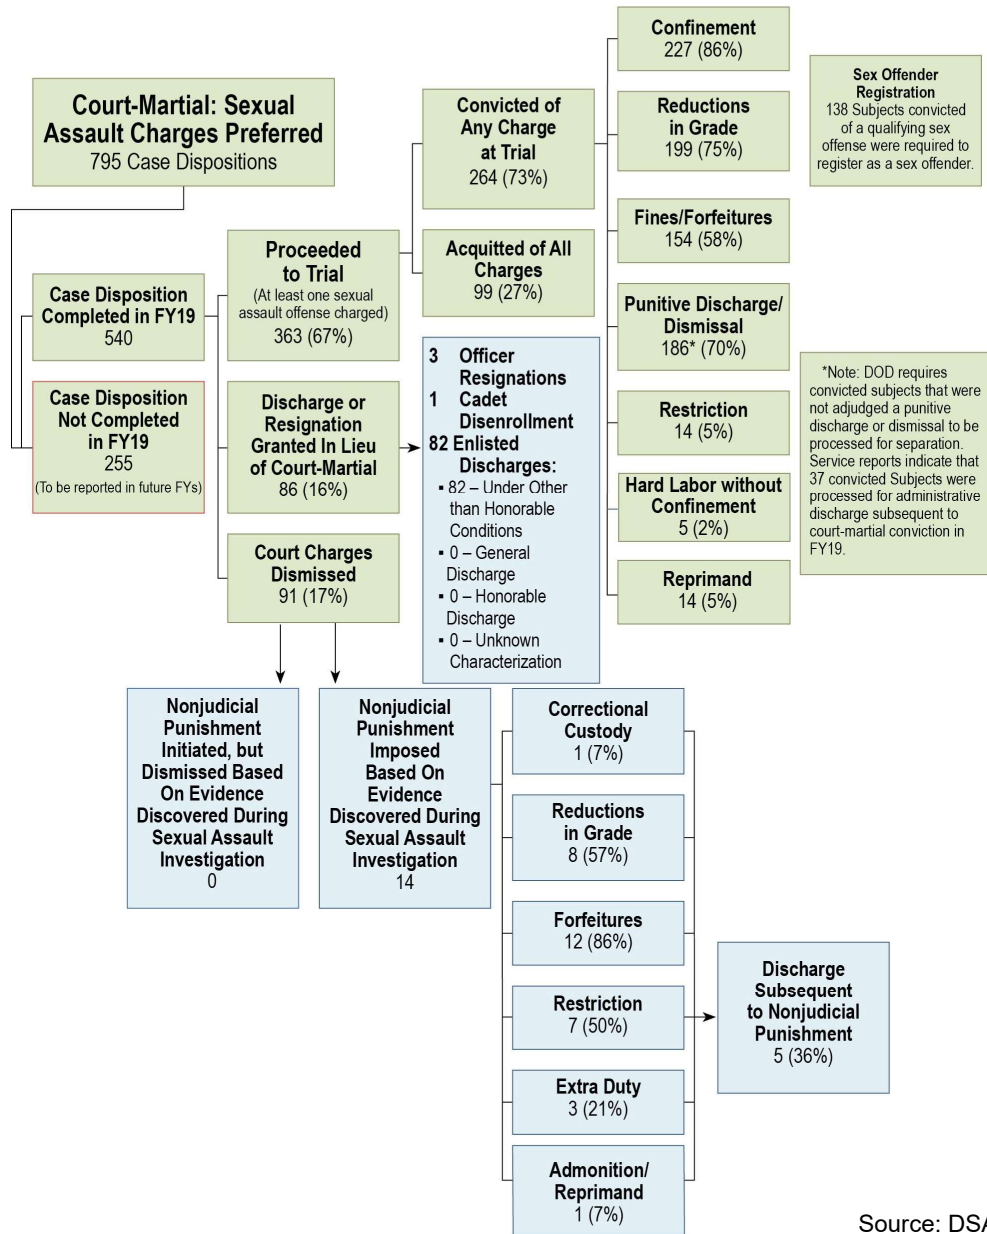 Court-Martial: Sexual
Assault Charges Preferred
795 Case Dispositions
Case Disposition
Completed in FY19
540
Case Disposition
Not Completed
in FY19
255
(To be reported in future FYs)
Proceeded
to Trial
(At least one sexual
assault offense charged)
363 (67%)
Discharge or
Resignation
Granted In Lieu
of Court-Martial
86 (16%)
Court Charges
Dismissed
91 (17%)
Convicted of
Any Charge
at Trial
264 (73%)
Acquitted of All
Charges
99 (27%)
3 Officer
Resignations
1 Cadet
Disenrollment
82 Enlisted
Discharges:
▪ 82 – Under Other
than Honorable
Conditions
▪ 0 – General
Discharge
▪ 0 – Honorable
Discharge
▪ 0 – Unknown
Characterization
Confinement
227 (86%)
Reductions
in Grade
199 (75%)
Fines/Forfeitures
154 (58%)
Punitive Discharge/
Dismissal
186* (70%)
Restriction
14 (5%)
Hard Labor without
Confinement
5 (2%)
Reprimand
14 (5%)
Sex Offender
Registration
138 Subjects convicted
of a qualifying sex
offense were required to
register as a sex offender.
*Note: DOD requires
convicted subjects that were
not adjudged a punitive
discharge or dismissal to be
processed for separation.
Service reports indicate that
37 convicted Subjects were
processed for administrative
discharge subsequent to
court-martial conviction in
FY19.
Nonjudicial
Punishment
Initiated, but
Dismissed Based
On Evidence
Discovered During
Sexual Assault
Investigation
0
Nonjudicial
Punishment
Imposed
Based On
Evidence
Discovered During
Sexual Assault
Investigation
14
Correctional
Custody
1 (7%)
Reductions
in Grade
8 (57%)
Forfeitures
12 (86%)
Restriction
7 (50%)
Extra Duty
3 (21%)
Admonition/
Reprimand
1 (7%)
Discharge
Subsequent
to Nonjudicial
Punishment
5 (36%)
Source: DSA